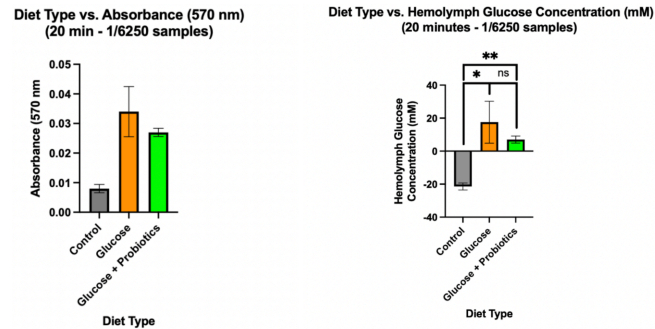 Diet Type vs. Absorbance (570 nm)
(20 min - 1/6250 samples)
0.05
0.04
0.03
0.02
0.01
0.00
Absorbance (570 nm
Control
Glucose
Glucose + Probiotics
Diet Type
Diet Type vs. Hemolymph Glucose Concentration (mM)
(20 minutes - 1/6250 samples)
**
* ns
40
20
0
-20
-40
Hemolymph Glucose
Concentration (mM)
Control
Glucose
Glucose + Probiotics
Diet Type